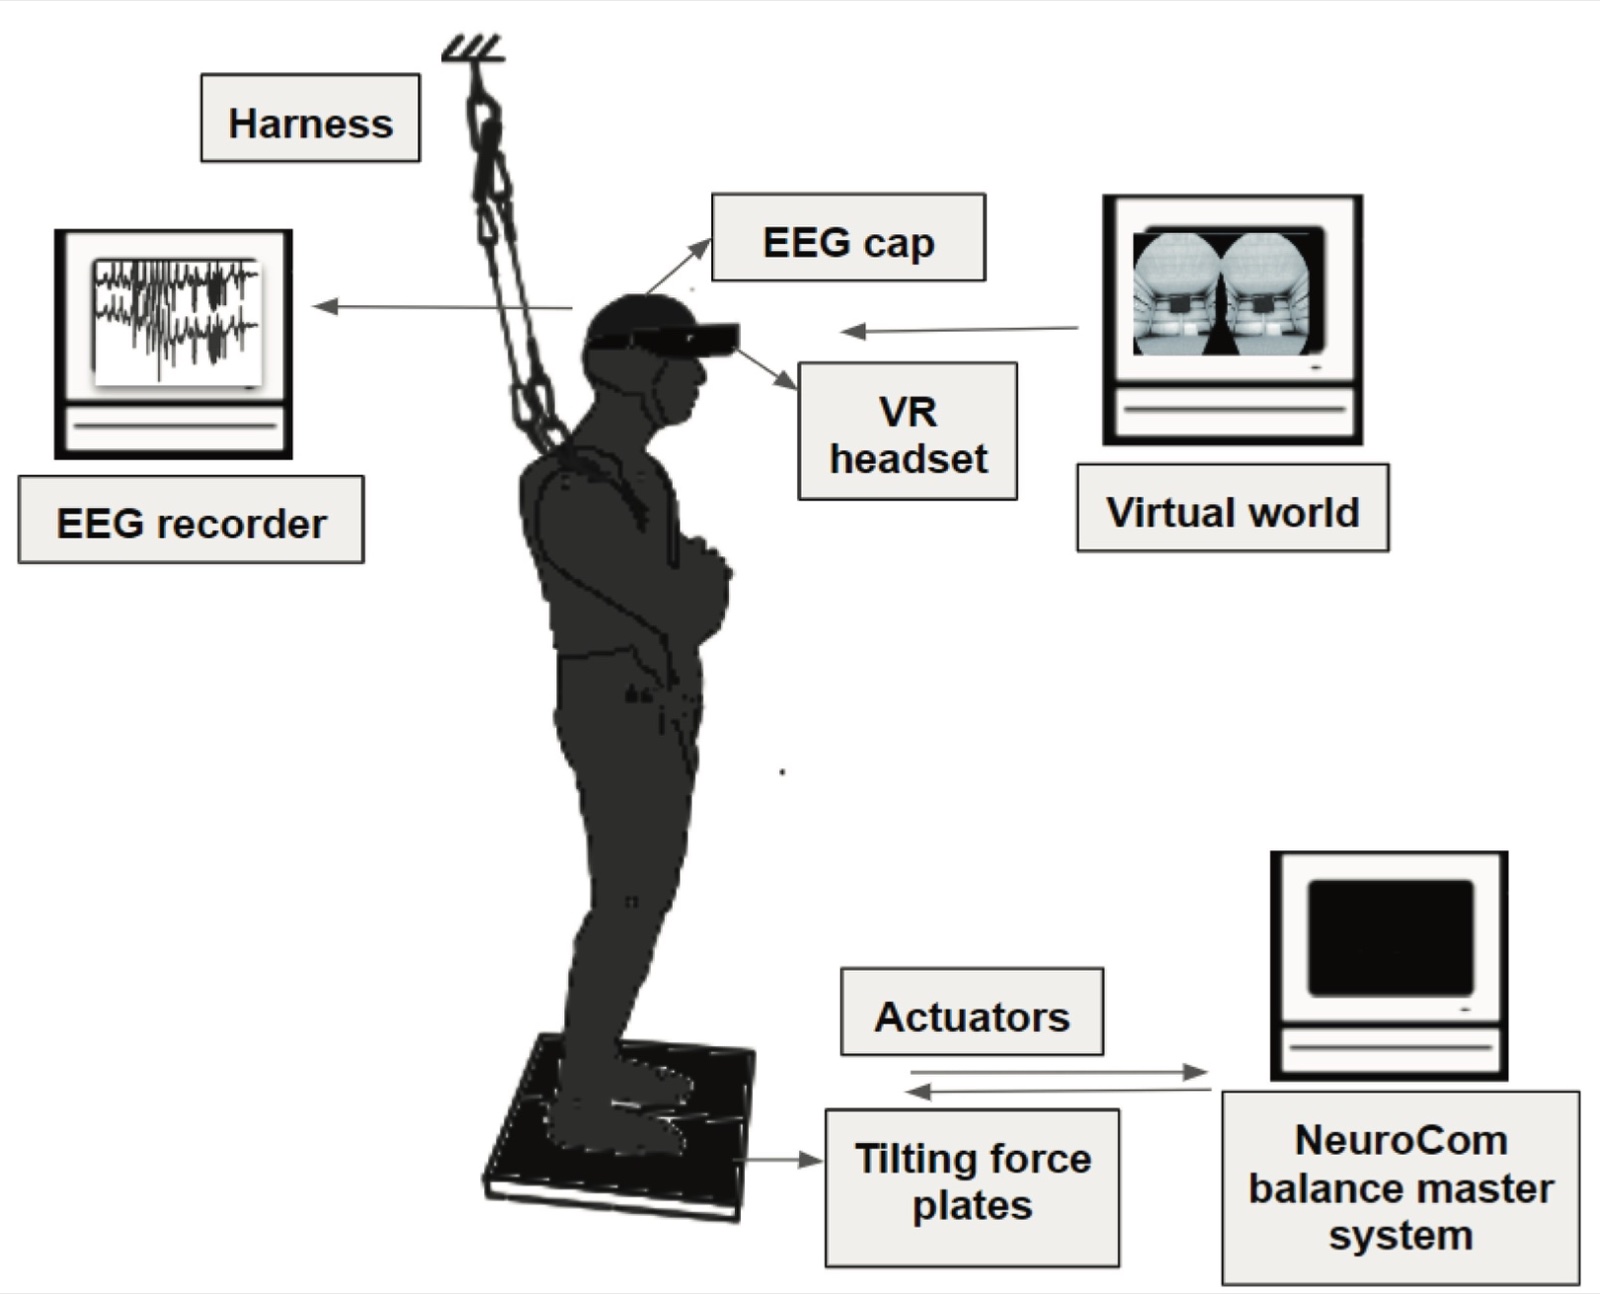 Harness
EEG cap
VR
headset
EEG recorder
Virtual world
Actuators
Tilting force
plates
NeuroCom
balance master
system